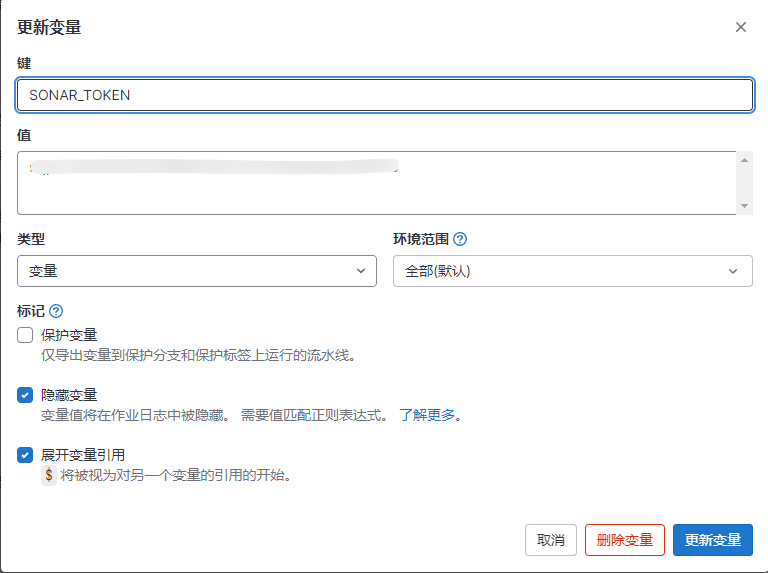 更新变量
键
SONAR_TOKEN
值
类型
环境范围
变量
全部(默认)
标记
保护变量
仅导出变量到保护分支和保护标签上运行的流水线。
隐藏变量
变量值将在作业日志中被隐藏。 需要值匹配正则表达式。 了解更多。
展开变量引用
$ 将被视为对另一个变量的引用的开始。
取消
删除变量
更新变量